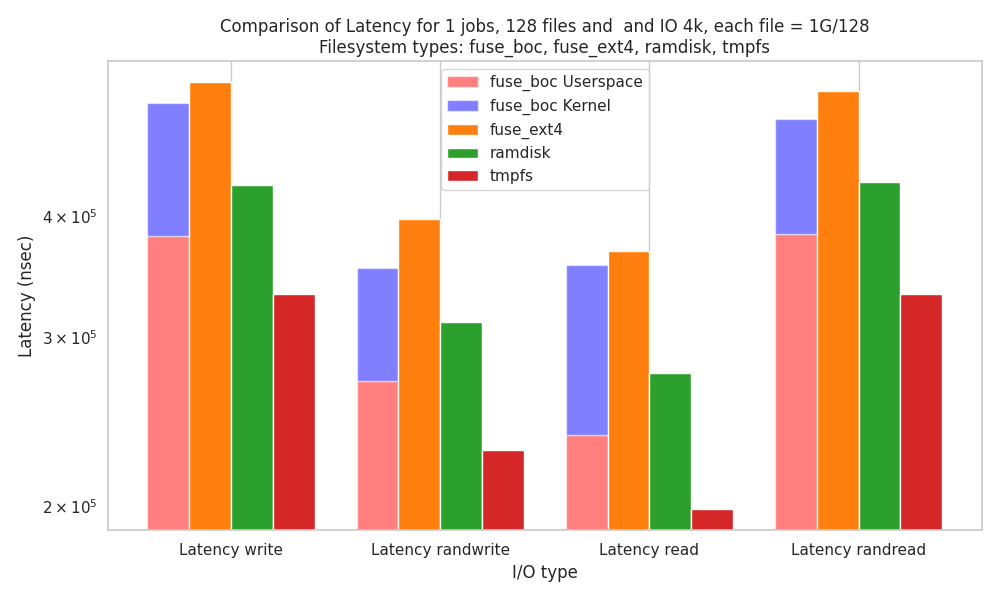 Comparison of Latency for 1 jobs, 128 files and  and IO 4k, each file = 1G/128
Filesystem types: fuse_boc, fuse_ext4, ramdisk, tmpfs
fuse_boc Userspace
fuse_boc Kernel
fuse_ext4
ramdisk
tmpfs
4 × 10⁵
3 × 10⁵
2 × 10⁵
Latency (nsec)
Latency write
Latency randwrite
Latency read
Latency randread
I/O type